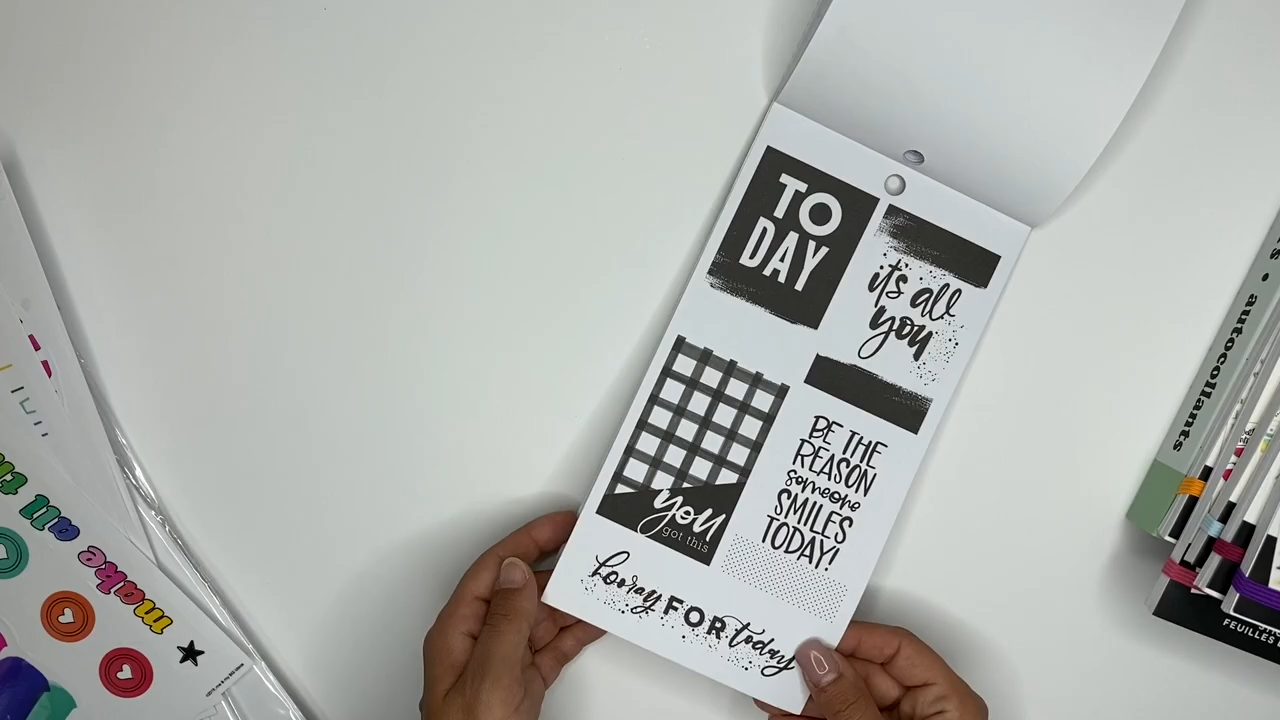 TO
DAY
it's all
you
you
got this
BE THE
REASON
someone
SMILES
TODAY!
hooray FOR today
make all th
autocollants
FEUILLES